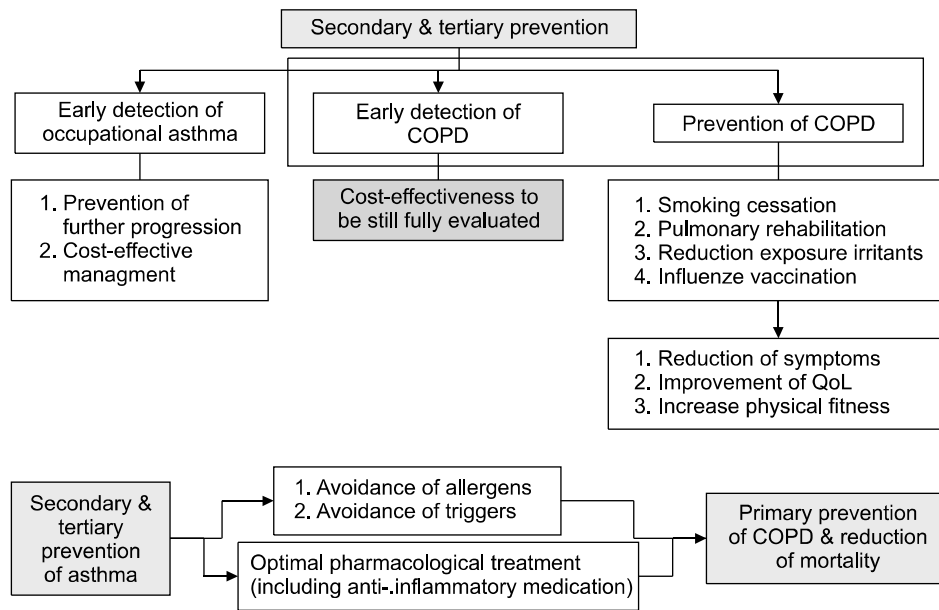 Secondary & tertiary prevention
Early detection of
occupational asthma
Early detection of
COPD
Prevention of COPD
1. Prevention of
further progression
2. Cost-effective
managment
Cost-effectiveness to
be still fully evaluated
1. Smoking cessation
2. Pulmonary rehabilitation
3. Reduction exposure irritants
4. Influenze vaccination
1. Reduction of symptoms
2. Improvement of QoL
3. Increase physical fitness
Secondary &
tertiary
prevention
of asthma
1. Avoidance of allergens
2. Avoidance of triggers
Optimal pharmacological treatment
(including anti-.inflammatory medication)
Primary prevention
of COPD & reduction
of mortality